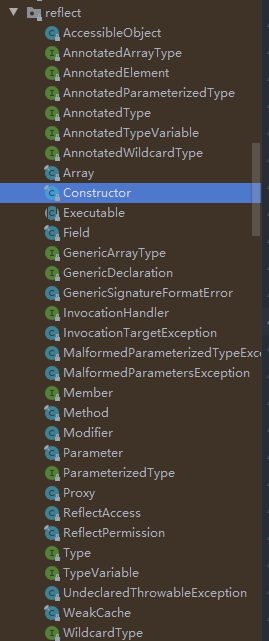 reflect
AccessibleObject
AnnotatedArrayType
AnnotatedElement
AnnotatedParameterizedType
AnnotatedType
AnnotatedTypeVariable
AnnotatedWildcardType
Array
Constructor
Executable
Field
GenericArrayType
GenericDeclaration
GenericSignatureFormatError
InvocationHandler
InvocationTargetException
MalformedParameterizedTypeExc
MalformedParametersException
Member
Method
Modifier
Parameter
ParameterizedType
Proxy
ReflectAccess
ReflectPermission
Type
TypeVariable
UndeclaredThrowableException
WeakCache
WildcardType